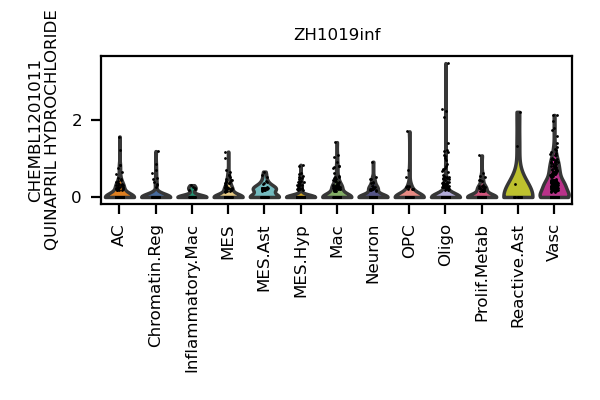 ZH1019inf
CHEMBL1201011
QUINAPRIL HYDROCHLORIDE
2
0
AC
Chromatin.Reg
Inflammatory.Mac
MES
MES.Ast
MES.Hyp
Mac
Neuron
OPC
Oligo
Prolif.Metab
Reactive.Ast
Vasc